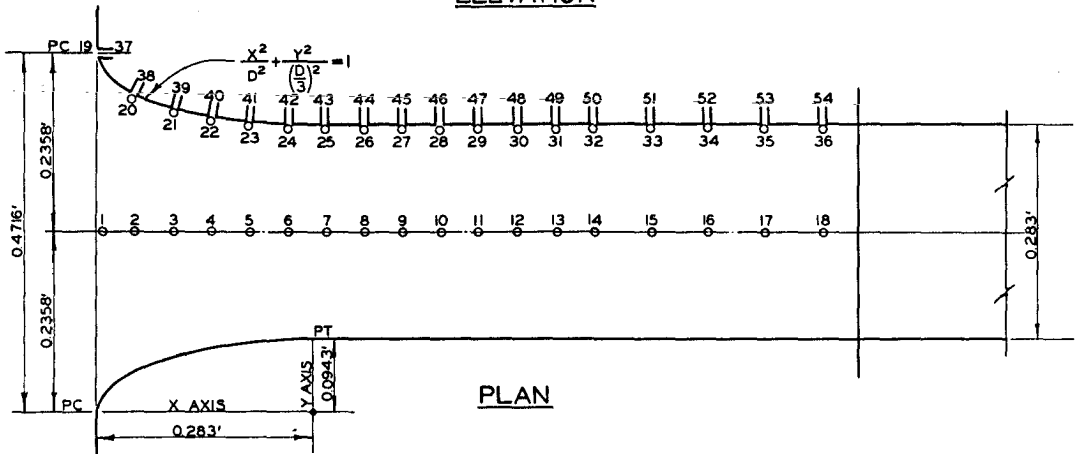 ELEVATION
PC 19 37
X²/D² + Y²/(D/3)² = 1
38 39 40 41 42 43 44 45 46 47 48 49 50 51 52 53 54
20 21 22 23 24 25 26 27 28 29 30 31 32 33 34 35 36
0.2358'
0.4716'
1 2 3 4 5 6 7 8 9 10 11 12 13 14 15 16 17 18
0.283'
0.2358'
PT
0.0943'
Y AXIS
PLAN
PC X AXIS
0.283'